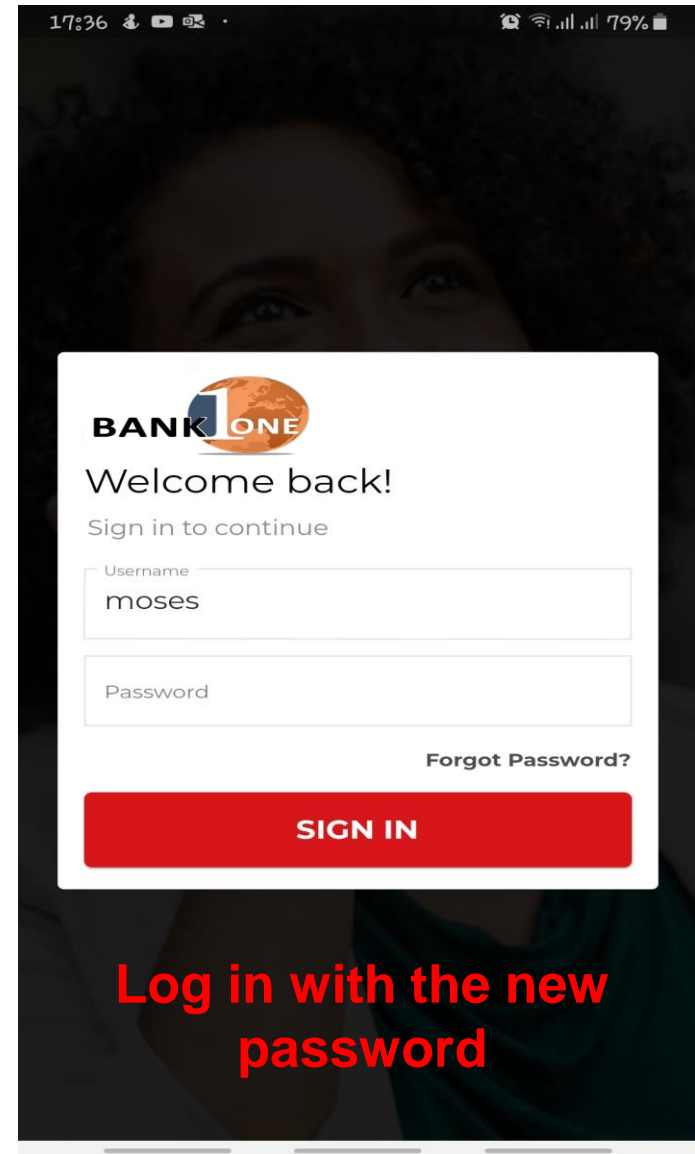 17:36
79%
BANK 1 ONE
Welcome back!
Sign in to continue
Username
moses
Password
Forgot Password?
SIGN IN
Log in with the new
password